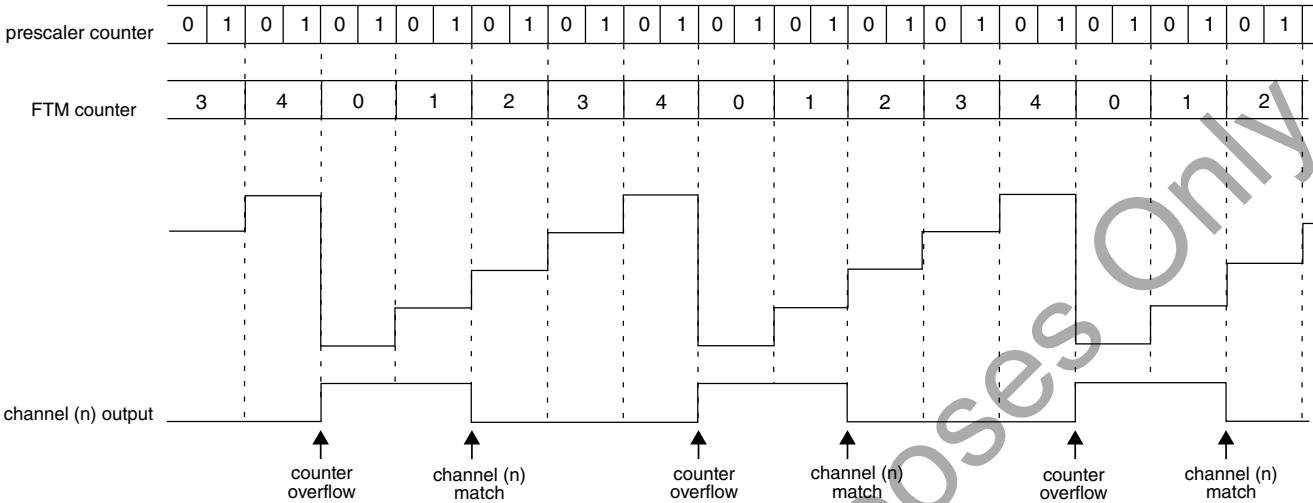 prescaler counter 0 1 0 1 0 1 0 1 0 1 0 1 0 1 0 1 0 1 0 1 0 1 0 1 0 1 0 1 0 1
FTM counter 3 4 0 1 2 3 4 0 1 2 3 4 0 1 2
channel (n) output
counter overflow
channel (n) match
counter overflow
channel (n) match
counter overflow
channel (n) match
oses Only